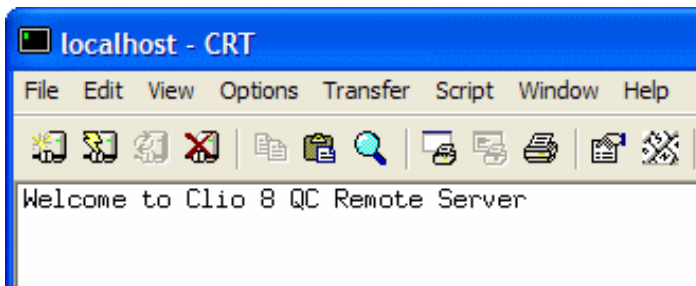 localhost - CRT
File Edit View Options Transfer Script Window Help
Welcome to Clio 8 QC Remote Server